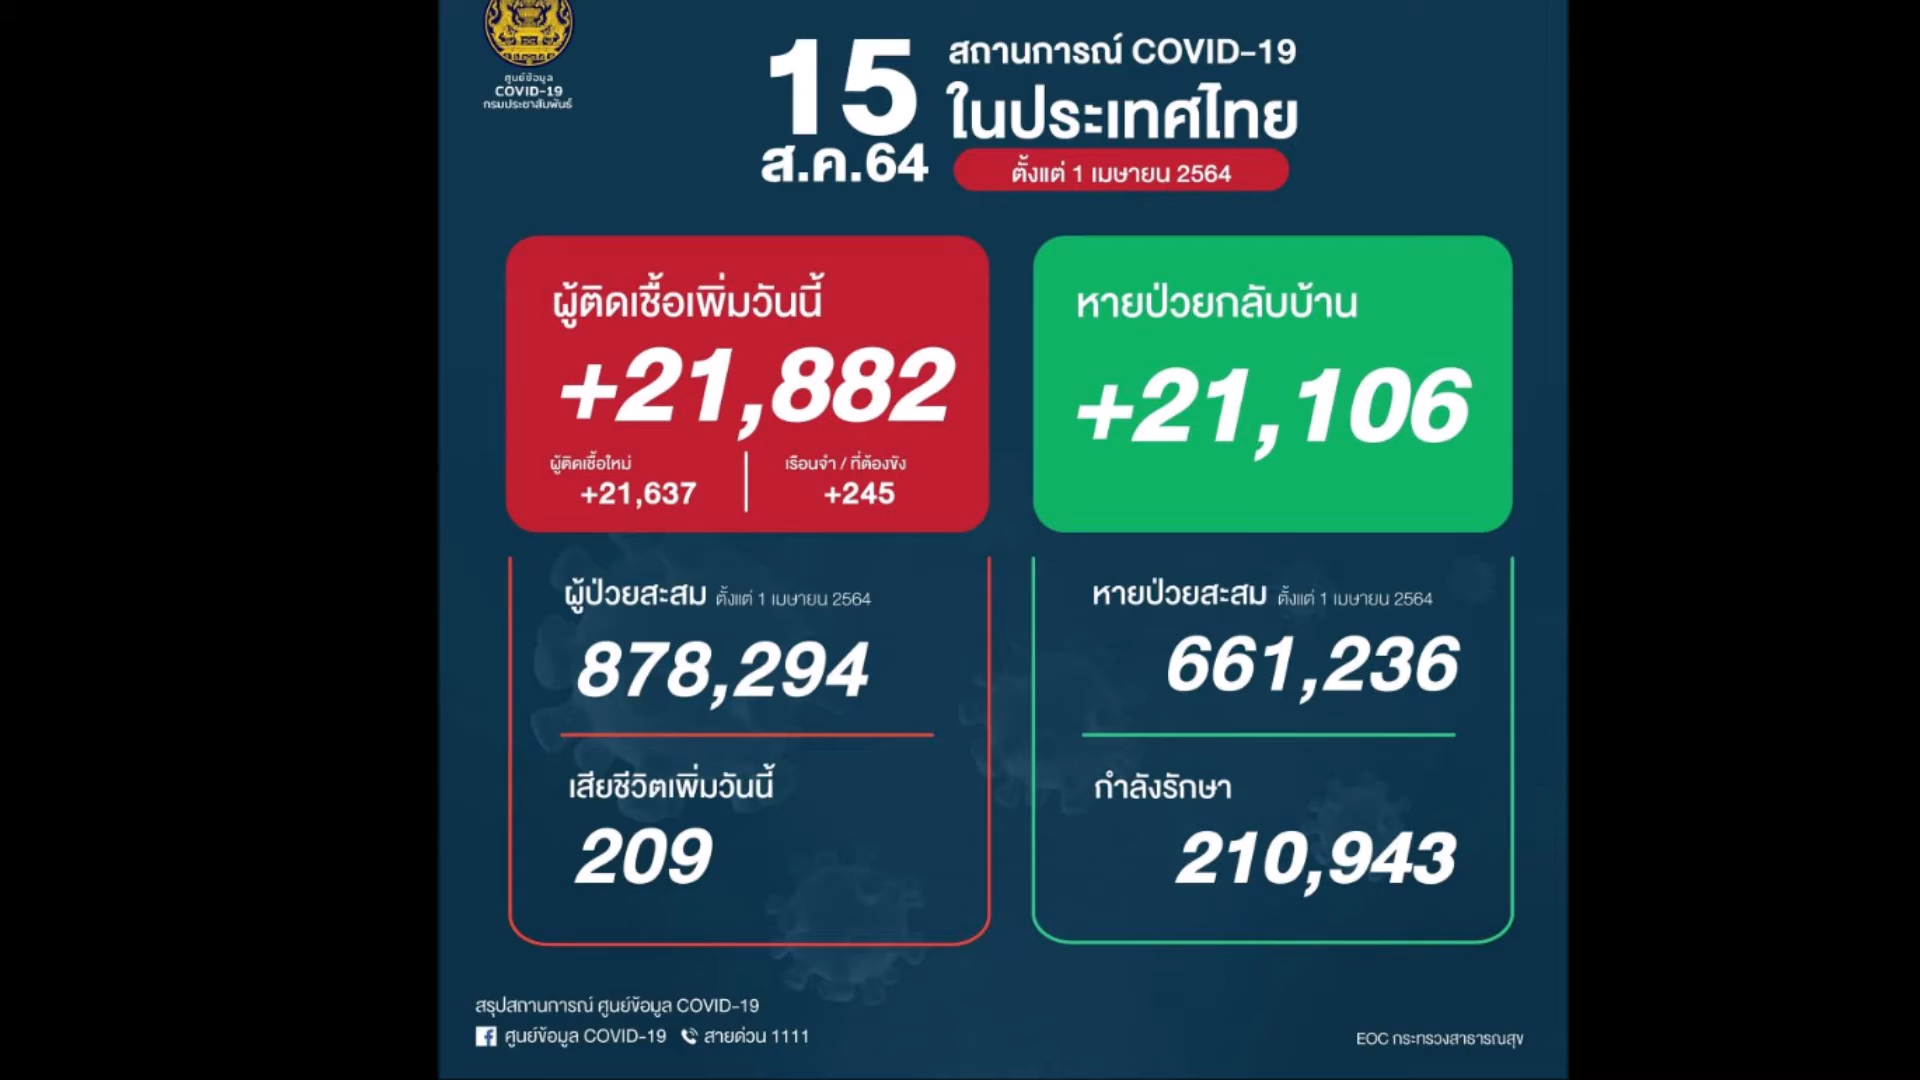 ศูนย์ข้อมูล
COVID-19
กรมประชาสัมพันธ์
15
ส.ค.64
สถานการณ์ COVID-19
ในประเทศไทย
ตั้งแต่ 1 เมษายน 2564
ผู้ติดเชื้อเพิ่มวันนี้
+21,882
ผู้ติดเชื้อใหม่
+21,637
เรือนจำ / ที่ต้องขัง
+245
หายป่วยกลับบ้าน
+21,106
ผู้ป่วยสะสม ตั้งแต่ 1 เมษายน 2564
878,294
เสียชีวิตเพิ่มวันนี้
209
หายป่วยสะสม ตั้งแต่ 1 เมษายน 2564
661,236
กำลังรักษา
210,943
สรุปสถานการณ์ ศูนย์ข้อมูล COVID-19
ศูนย์ข้อมูล COVID-19 สายด่วน 1111
EOC กระทรวงสาธารณสุข